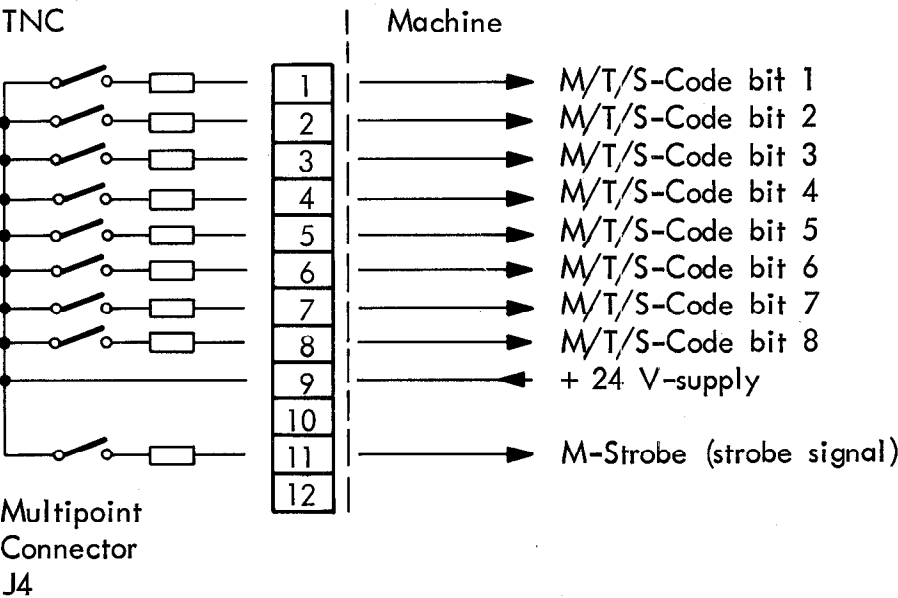 TNC Machine
1 M/T/S-Code bit 1
2 M/T/S-Code bit 2
3 M/T/S-Code bit 3
4 M/T/S-Code bit 4
5 M/T/S-Code bit 5
6 M/T/S-Code bit 6
7 M/T/S-Code bit 7
8 M/T/S-Code bit 8
9 + 24 V-supply
10
11 M-Strobe (strobe signal)
12
Multipoint
Connector
J4